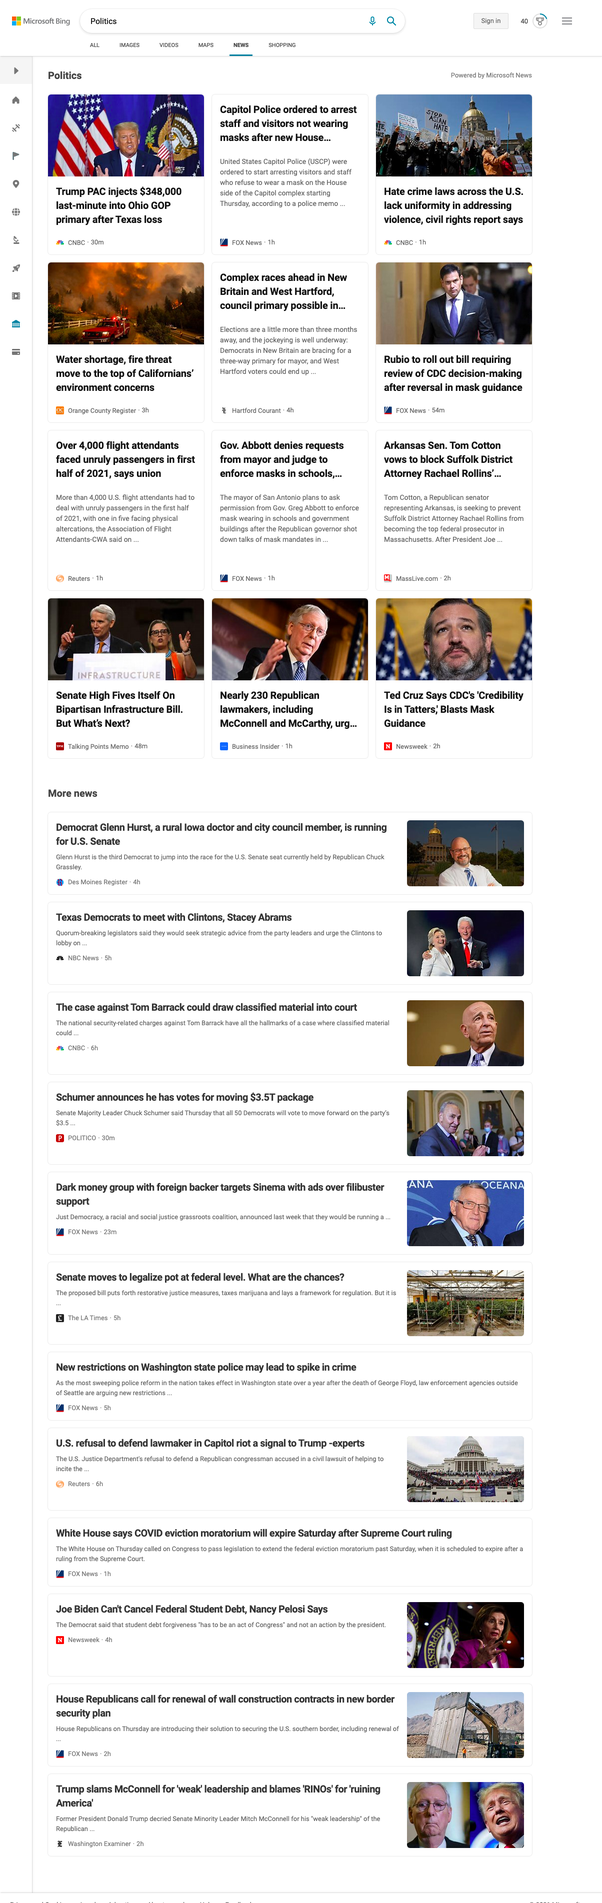 Microsoft Bing
Politics
Sign in
40
ALL IMAGES VIDEOS MAPS NEWS SHOPPING
Politics
Powered by Microsoft News
Trump PAC injects $348,000
last-minute into Ohio GOP
primary after Texas loss
CNBC · 30m
Capitol Police ordered to arrest
staff and visitors not wearing
masks after new House...
United States Capitol Police (USCP) were
ordered to start arresting visitors and staff
who refuse to wear a mask on the House
side of the Capitol complex starting
Thursday, according to a police memo ...
FOX News · 1h
STOP
ASIAN
HATE
Hate crime laws across the U.S.
lack uniformity in addressing
violence, civil rights report says
CNBC · 1h
Water shortage, fire threat
move to the top of Californians'
environment concerns
Orange County Register · 3h
Complex races ahead in New
Britain and West Hartford,
council primary possible in...
Elections are a little more than three months
away, and the jockeying is well underway:
Democrats in New Britain are bracing for a
three-way primary for mayor, and West
Hartford voters could end up ...
Hartford Courant · 4h
Rubio to roll out bill requiring
review of CDC decision-making
after reversal in mask guidance
FOX News · 54m
Over 4,000 flight attendants
faced unruly passengers in first
half of 2021, says union
More than 4,000 U.S. flight attendants had to
deal with unruly passengers in the first half
of 2021, with one in five facing physical
altercations, the Association of Flight
Attendants-CWA said on ...
Reuters · 1h
Gov. Abbott denies requests
from mayor and judge to
enforce masks in schools,...
The mayor of San Antonio plans to ask
permission from Gov. Greg Abbott to enforce
mask wearing in schools and government
buildings after the Republican governor shot
down talks of mask mandates in ...
FOX News · 1h
Arkansas Sen. Tom Cotton
vows to block Suffolk District
Attorney Rachael Rollins'...
Tom Cotton, a Republican senator
representing Arkansas, is seeking to prevent
Suffolk District Attorney Rachael Rollins from
becoming the top federal prosecutor in
Massachusetts. After President Joe ...
MassLive.com · 2h
INFRASTRUCTURE
Senate High Fives Itself On
Bipartisan Infrastructure Bill.
But What's Next?
Talking Points Memo · 48m
Nearly 230 Republican
lawmakers, including
McConnell and McCarthy, urg...
Business Insider · 1h
Ted Cruz Says CDC's 'Credibility
Is in Tatters,' Blasts Mask
Guidance
Newsweek · 2h
More news
Democrat Glenn Hurst, a rural Iowa doctor and city council member, is running
for U.S. Senate
Glenn Hurst is the third Democrat to jump into the race for the U.S. Senate seat currently held by Republican Chuck
Grassley.
Des Moines Register · 4h
Texas Democrats to meet with Clintons, Stacey Abrams
Quorum-breaking legislators said they would seek strategic advice from the party leaders and urge the Clintons to
lobby on ...
NBC News · 5h
The case against Tom Barrack could draw classified material into court
The national security-related charges against Tom Barrack have all the hallmarks of a case where classified material
could ...
CNBC · 6h
Schumer announces he has votes for moving $3.5T package
Senate Majority Leader Chuck Schumer said Thursday that all 50 Democrats will vote to move forward on the party's
$3.5 ...
POLITICO · 30m
Dark money group with foreign backer targets Sinema with ads over filibuster
support
Just Democracy, a racial and social justice grassroots coalition, announced last week that they would be running a ...
FOX News · 23m
OCEANA
Senate moves to legalize pot at federal level. What are the chances?
The proposed bill puts forth restorative justice measures, taxes marijuana and lays a framework for regulation. But it is
...
The LA Times · 5h
New restrictions on Washington state police may lead to spike in crime
As the most sweeping police reform in the nation takes effect in Washington state over a year after the death of George Floyd, law enforcement agencies outside
of Seattle are arguing new restrictions ...
FOX News · 5h
U.S. refusal to defend lawmaker in Capitol riot a signal to Trump -experts
The U.S. Justice Department's refusal to defend a Republican congressman accused in a civil lawsuit of helping to
incite the ...
Reuters · 6h
White House says COVID eviction moratorium will expire Saturday after Supreme Court ruling
The White House on Thursday called on Congress to pass legislation to extend the federal eviction moratorium past Saturday, when it is scheduled to expire after a
ruling from the Supreme Court.
FOX News · 1h
Joe Biden Can't Cancel Federal Student Debt, Nancy Pelosi Says
The Democrat said that student debt forgiveness "has to be an act of Congress" and not an action by the president.
Newsweek · 4h
House Republicans call for renewal of wall construction contracts in new border
security plan
House Republicans on Thursday are introducing their solution to securing the U.S. southern border, including renewal of
...
FOX News · 2h
Trump slams McConnell for 'weak' leadership and blames 'RINOs' for 'ruining
America'
Former President Donald Trump decried Senate Minority Leader Mitch McConnell for his "weak leadership" of the
Republican ...
Washington Examiner · 2h